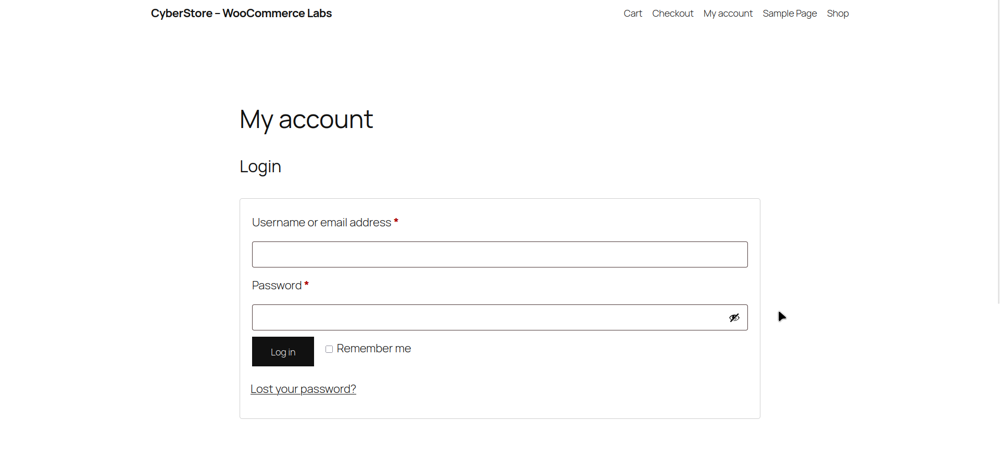 CyberStore – WooCommerce Labs
Cart Checkout My account Sample Page Shop
My account
Login
Username or email address *
Password *
Log in
Remember me
Lost your password?